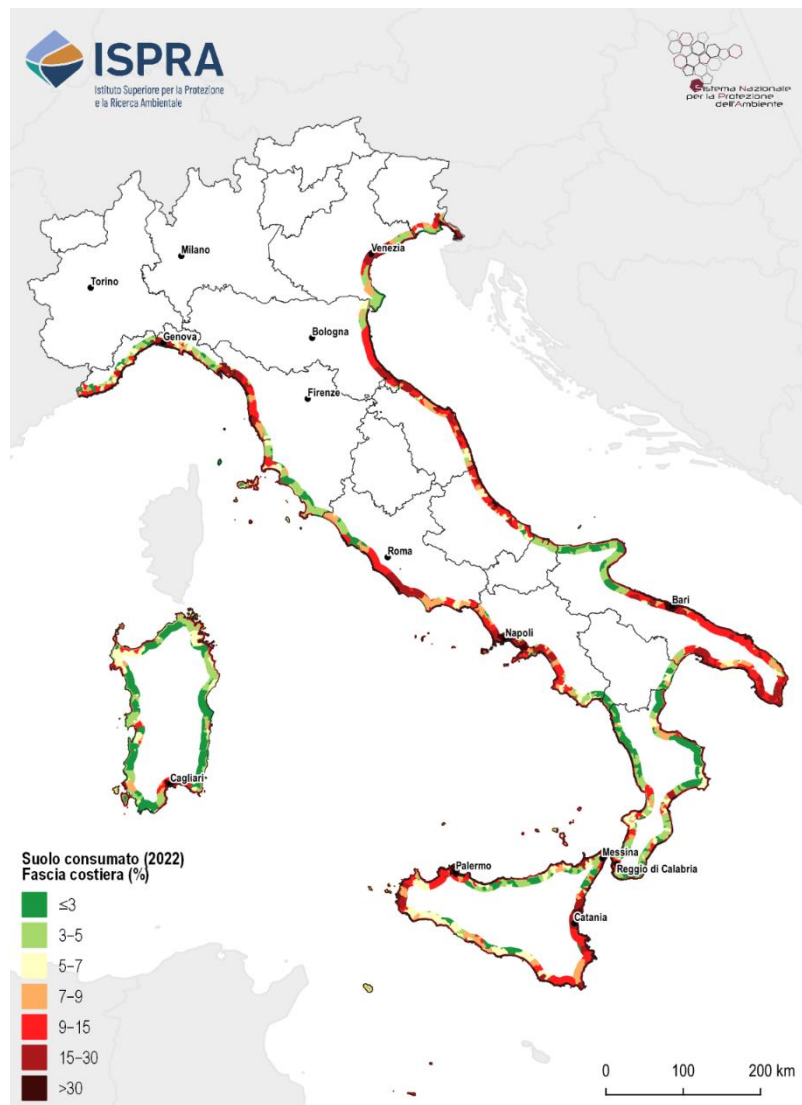 ISPRA
Istituto Superiore per la Protezione
e la Ricerca Ambientale
Sistema Nazionale
per la Protezione
dell'Ambiente
Milano
Venezia
Torino
Genova
Bologna
Firenze
Roma
Bari
Napoli
Cagliari
Messina
Palermo
Reggio di Calabria
Catania
Suolo consumato (2022)
Fascia costiera (%)
≤3
3–5
5–7
7–9
9–15
15–30
>30
0 100 200 km